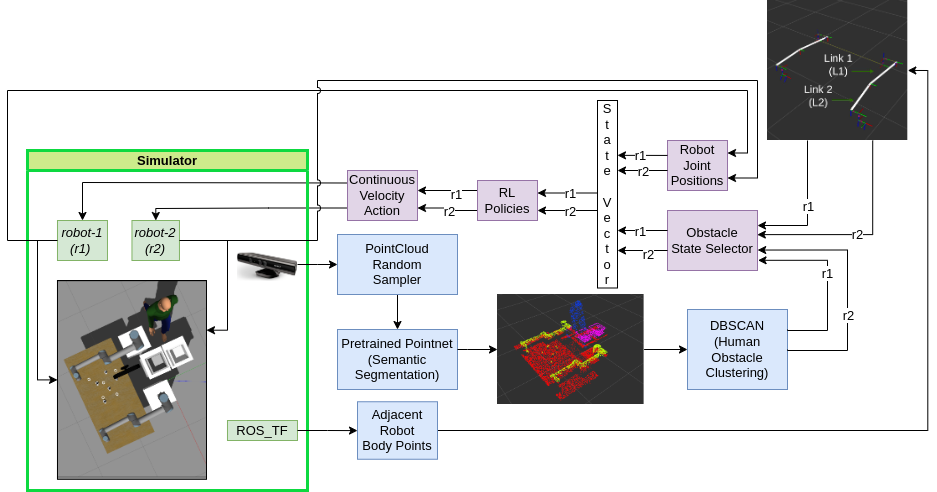 Link 1
(L1)
Link 2
(L2)
Simulator
robot-1
(r1)
robot-2
(r2)
Continuous
Velocity
Action
r1
r2
RL
Policies
r1
r2
State Vector
r1
r2
r1
r2
Robot
Joint
Positions
Obstacle
State Selector
r1
r2
r1
r2
PointCloud
Random
Sampler
Pretrained Pointnet
(Semantic
Segmentation)
DBSCAN
(Human
Obstacle
Clustering)
ROS_TF
Adjacent
Robot
Body Points